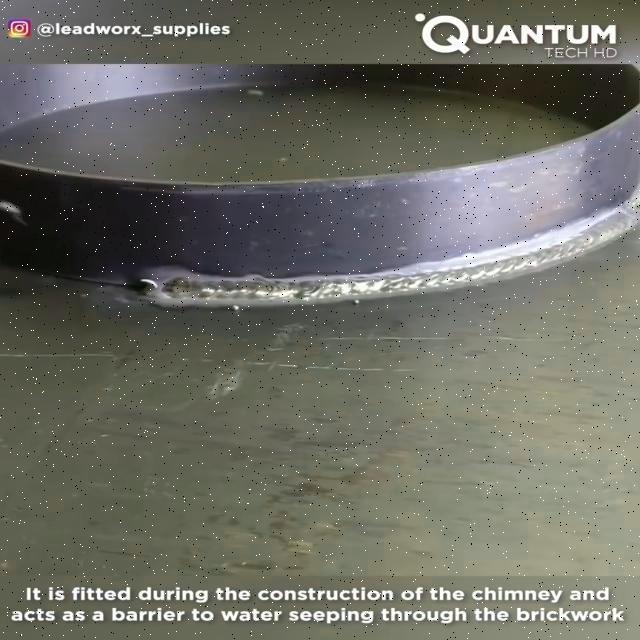 @leadworx_supplies
QUANTUM
TECH HD
It is fitted during the construction of the chimney and
acts as a barrier to water seeping through the brickwork